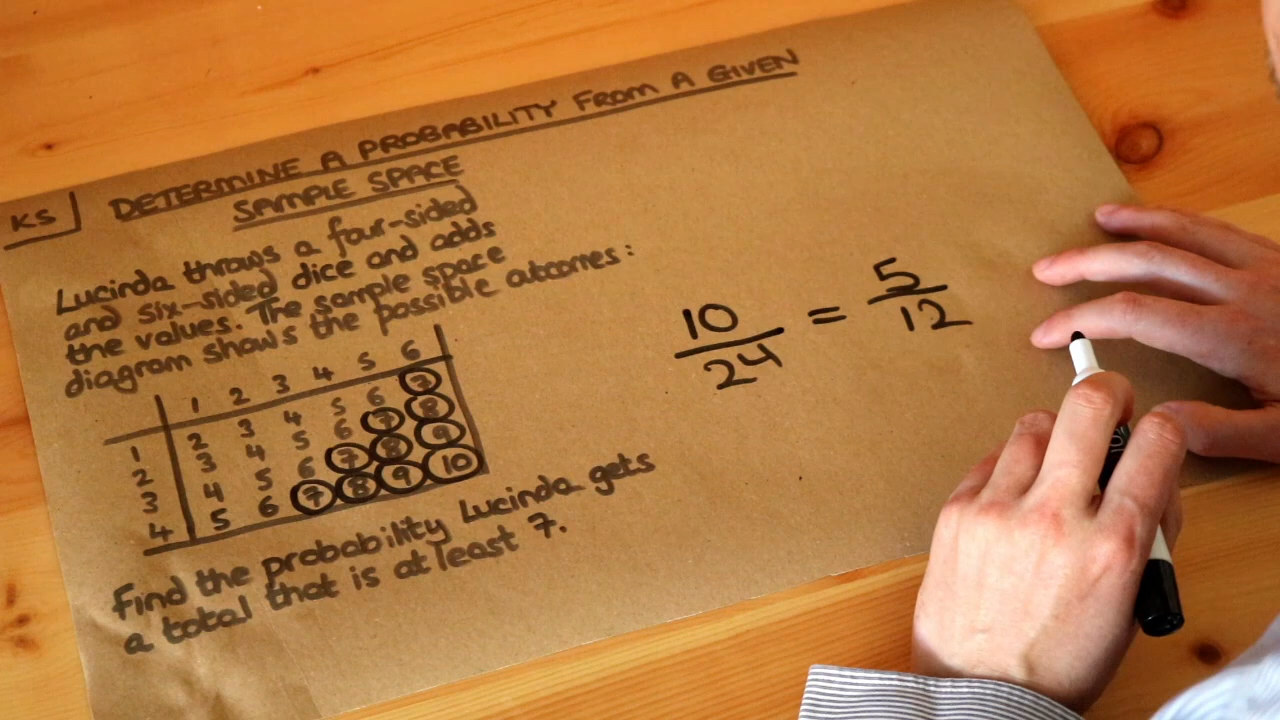 KS
DETERMINE A PROBABILITY FROM A GIVEN
SAMPLE SPACE
Lucinda throws a four-sided
and six-sided dice and adds
the values. The sample space
diagram shows the possible outcomes:
1 2 3 4 5 6
1 2 3 4 5 6 7
2 3 4 5 6 7 8
3 4 5 6 7 8 9
4 5 6 7 8 9 10
Find the probability Lucinda gets
a total that is at least 7.
10/24 = 5/12